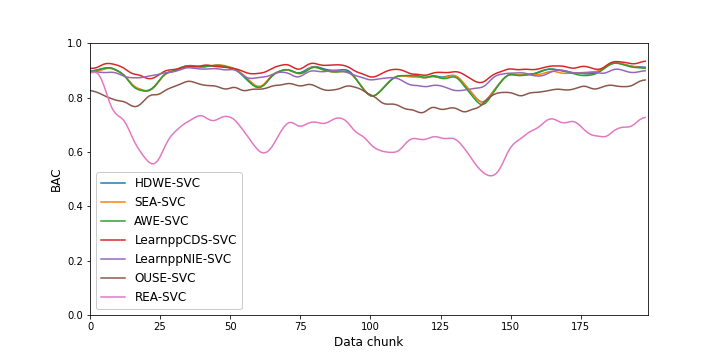 1.0
0.8
0.6
0.4
0.2
0.0
BAC
HDWE-SVC
SEA-SVC
AWE-SVC
LearnppCDS-SVC
LearnppNIE-SVC
OUSE-SVC
REA-SVC
0 25 50 75 100 125 150 175
Data chunk